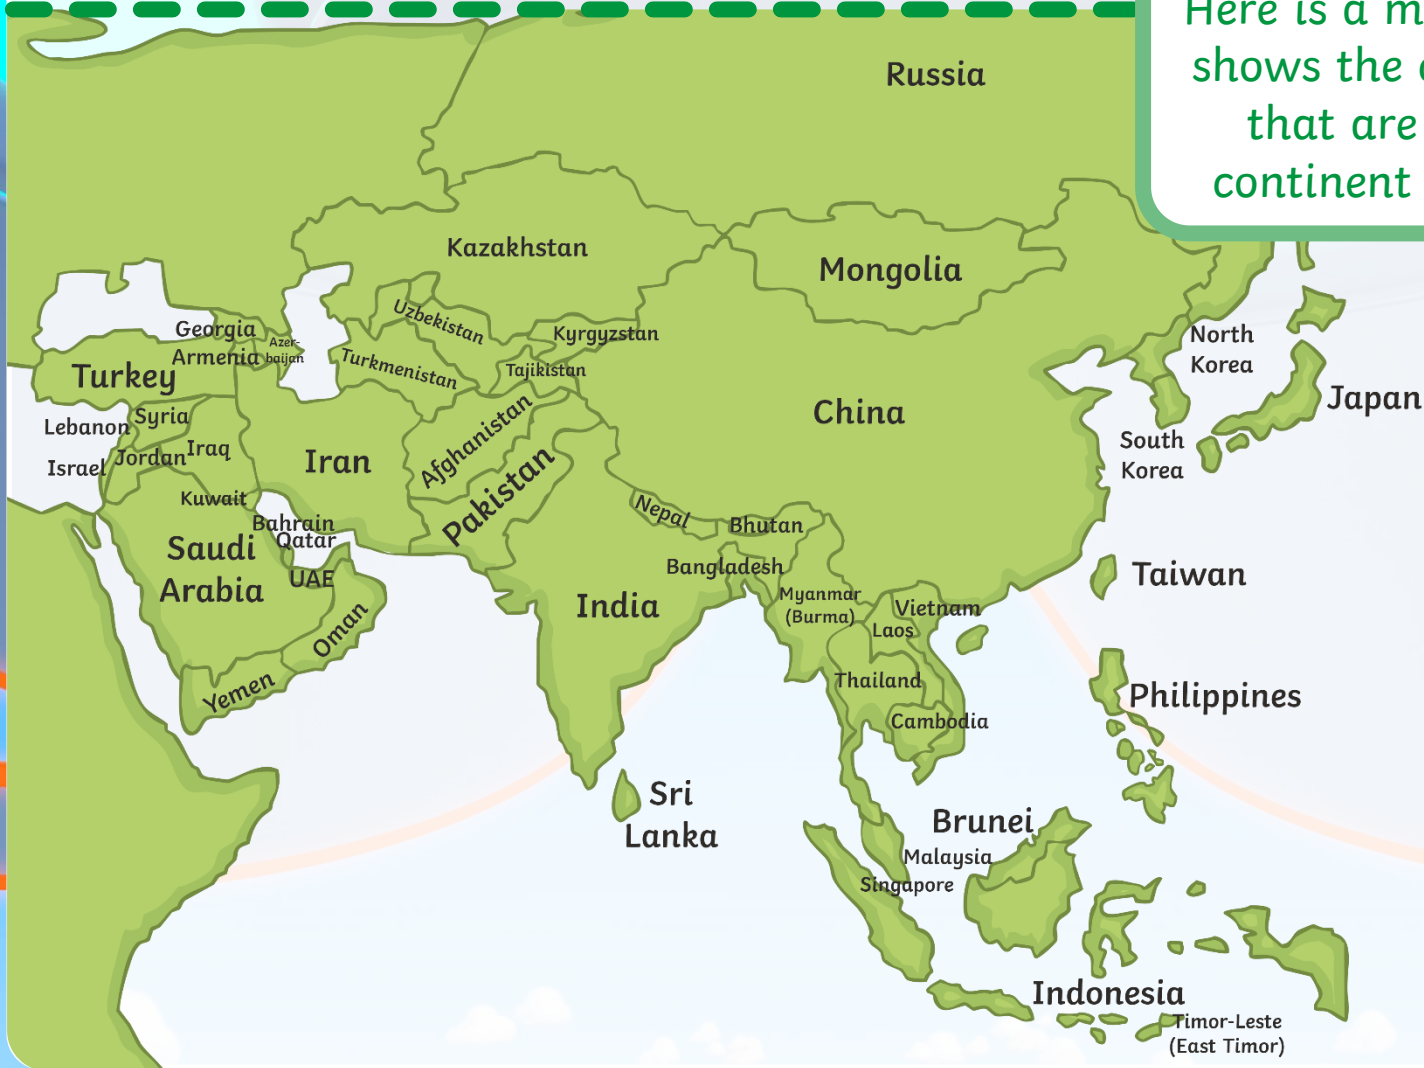 Here is a m
shows the
that are
continent
Russia
Kazakhstan
Mongolia
Uzbekistan
Kyrgyzstan
Georgia
Azer-
baijan
Armenia
Turkmenistan
Tajikistan
North
Korea
Turkey
Japan
Syria
Lebanon
China
Afghanistan
South
Korea
Iraq
Jordan
Israel
Iran
Pakistan
Kuwait
Nepal
Bahrain
Qatar
Bhutan
Saudi
Arabia
UAE
Bangladesh
Taiwan
India
Myanmar
(Burma)
Vietnam
Laos
Oman
Yemen
Thailand
Philippines
Cambodia
Sri
Lanka
Brunei
Malaysia
Singapore
Indonesia
Timor-Leste
(East Timor)